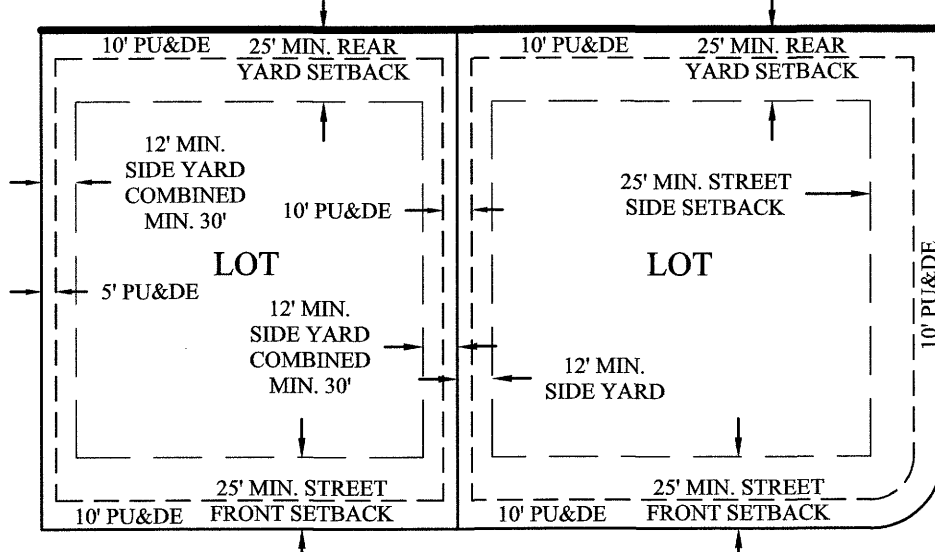 10' PU&DE
25' MIN. REAR
YARD SETBACK
10' PU&DE
25' MIN. REAR
YARD SETBACK
12' MIN.
SIDE YARD
COMBINED
MIN. 30'
10' PU&DE
25' MIN. STREET
SIDE SETBACK
LOT
LOT
5' PU&DE
10' PU&DE
12' MIN.
SIDE YARD
COMBINED
MIN. 30'
12' MIN.
SIDE YARD
25' MIN. STREET
FRONT SETBACK
10' PU&DE
25' MIN. STREET
FRONT SETBACK
10' PU&DE